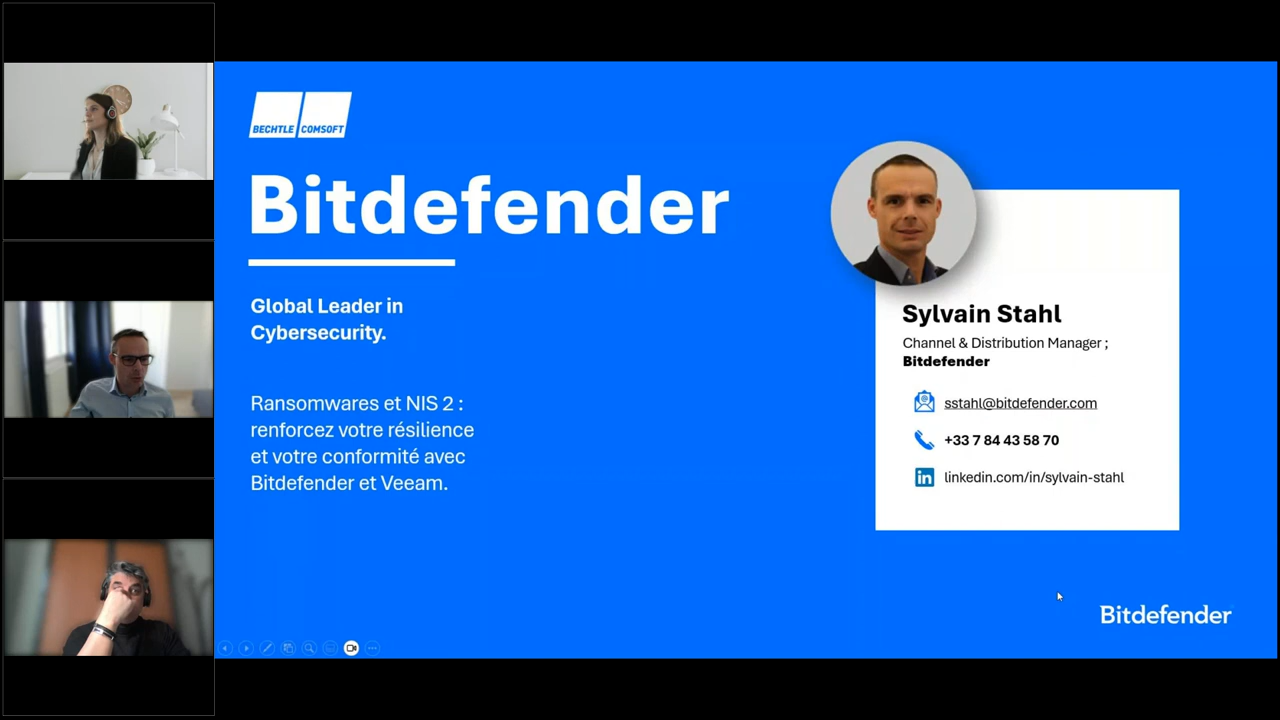 BECHTLE COMSOFT
Bitdefender
Global Leader in
Cybersecurity.
Ransomwares et NIS 2 :
renforcez votre résilience
et votre conformité avec
Bitdefender et Veeam.
Sylvain Stahl
Channel & Distribution Manager ;
Bitdefender
sstahl@bitdefender.com
+33 7 84 43 58 70
in
linkedin.com/in/sylvain-stahl
Bitdefender